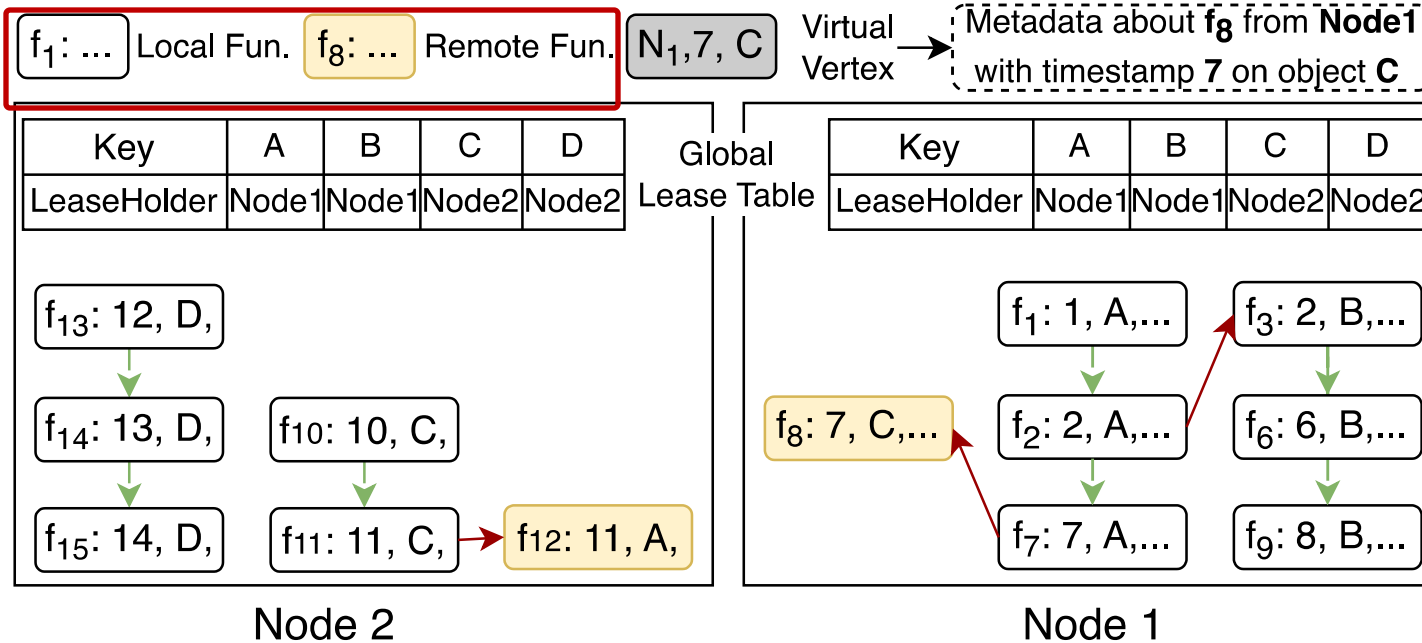 f1: ... Local Fun. f8: ... Remote Fun. N1,7, C Virtual Vertex Metadata about f8 from Node1 with timestamp 7 on object C
Key A B C D
LeaseHolder Node1 Node1 Node2 Node2
Global
Lease Table
Key A B C D
LeaseHolder Node1 Node1 Node2 Node2
f13: 12, D,
f14: 13, D,
f10: 10, C,
f15: 14, D,
f11: 11, C,
f12: 11, A,
f1: 1, A,...
f3: 2, B,...
f8: 7, C,...
f2: 2, A,...
f6: 6, B,...
f7: 7, A,...
f9: 8, B,...
Node 2
Node 1